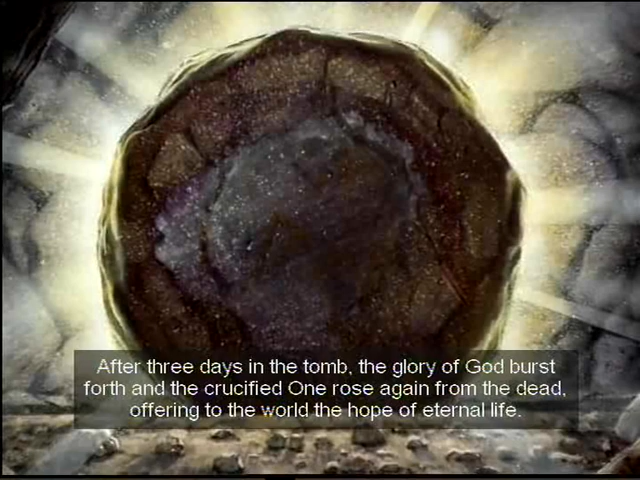 After three days in the tomb, the glory of God burst
forth and the crucified One rose again from the dead,
offering to the world the hope of eternal life.